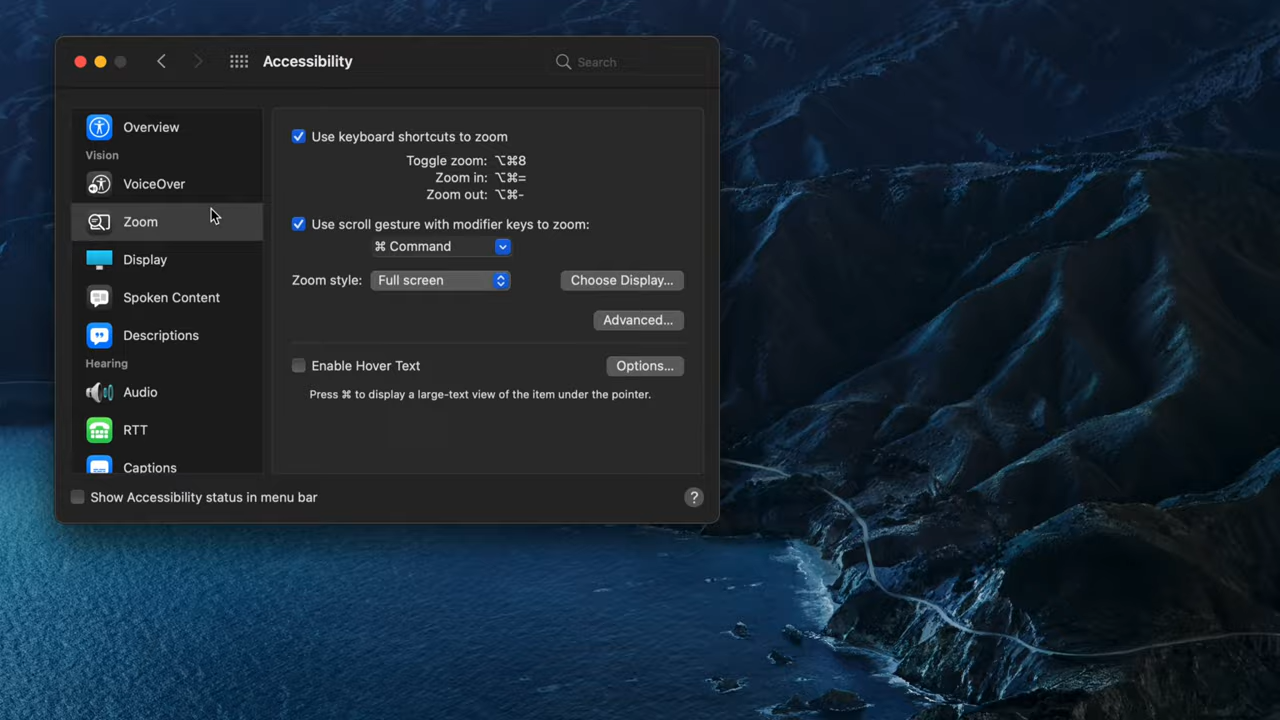 Accessibility
Search
Overview
Vision
VoiceOver
Zoom
Display
Spoken Content
Descriptions
Hearing
Audio
RTT
Captions
Use keyboard shortcuts to zoom
Toggle zoom: ⌥⌘8
Zoom in: ⌥⌘=
Zoom out: ⌥⌘-
Use scroll gesture with modifier keys to zoom:
⌘ Command
Zoom style: Full screen Choose Display...
Advanced...
Enable Hover Text Options...
Press ⌘ to display a large-text view of the item under the pointer.
Show Accessibility status in menu bar ?